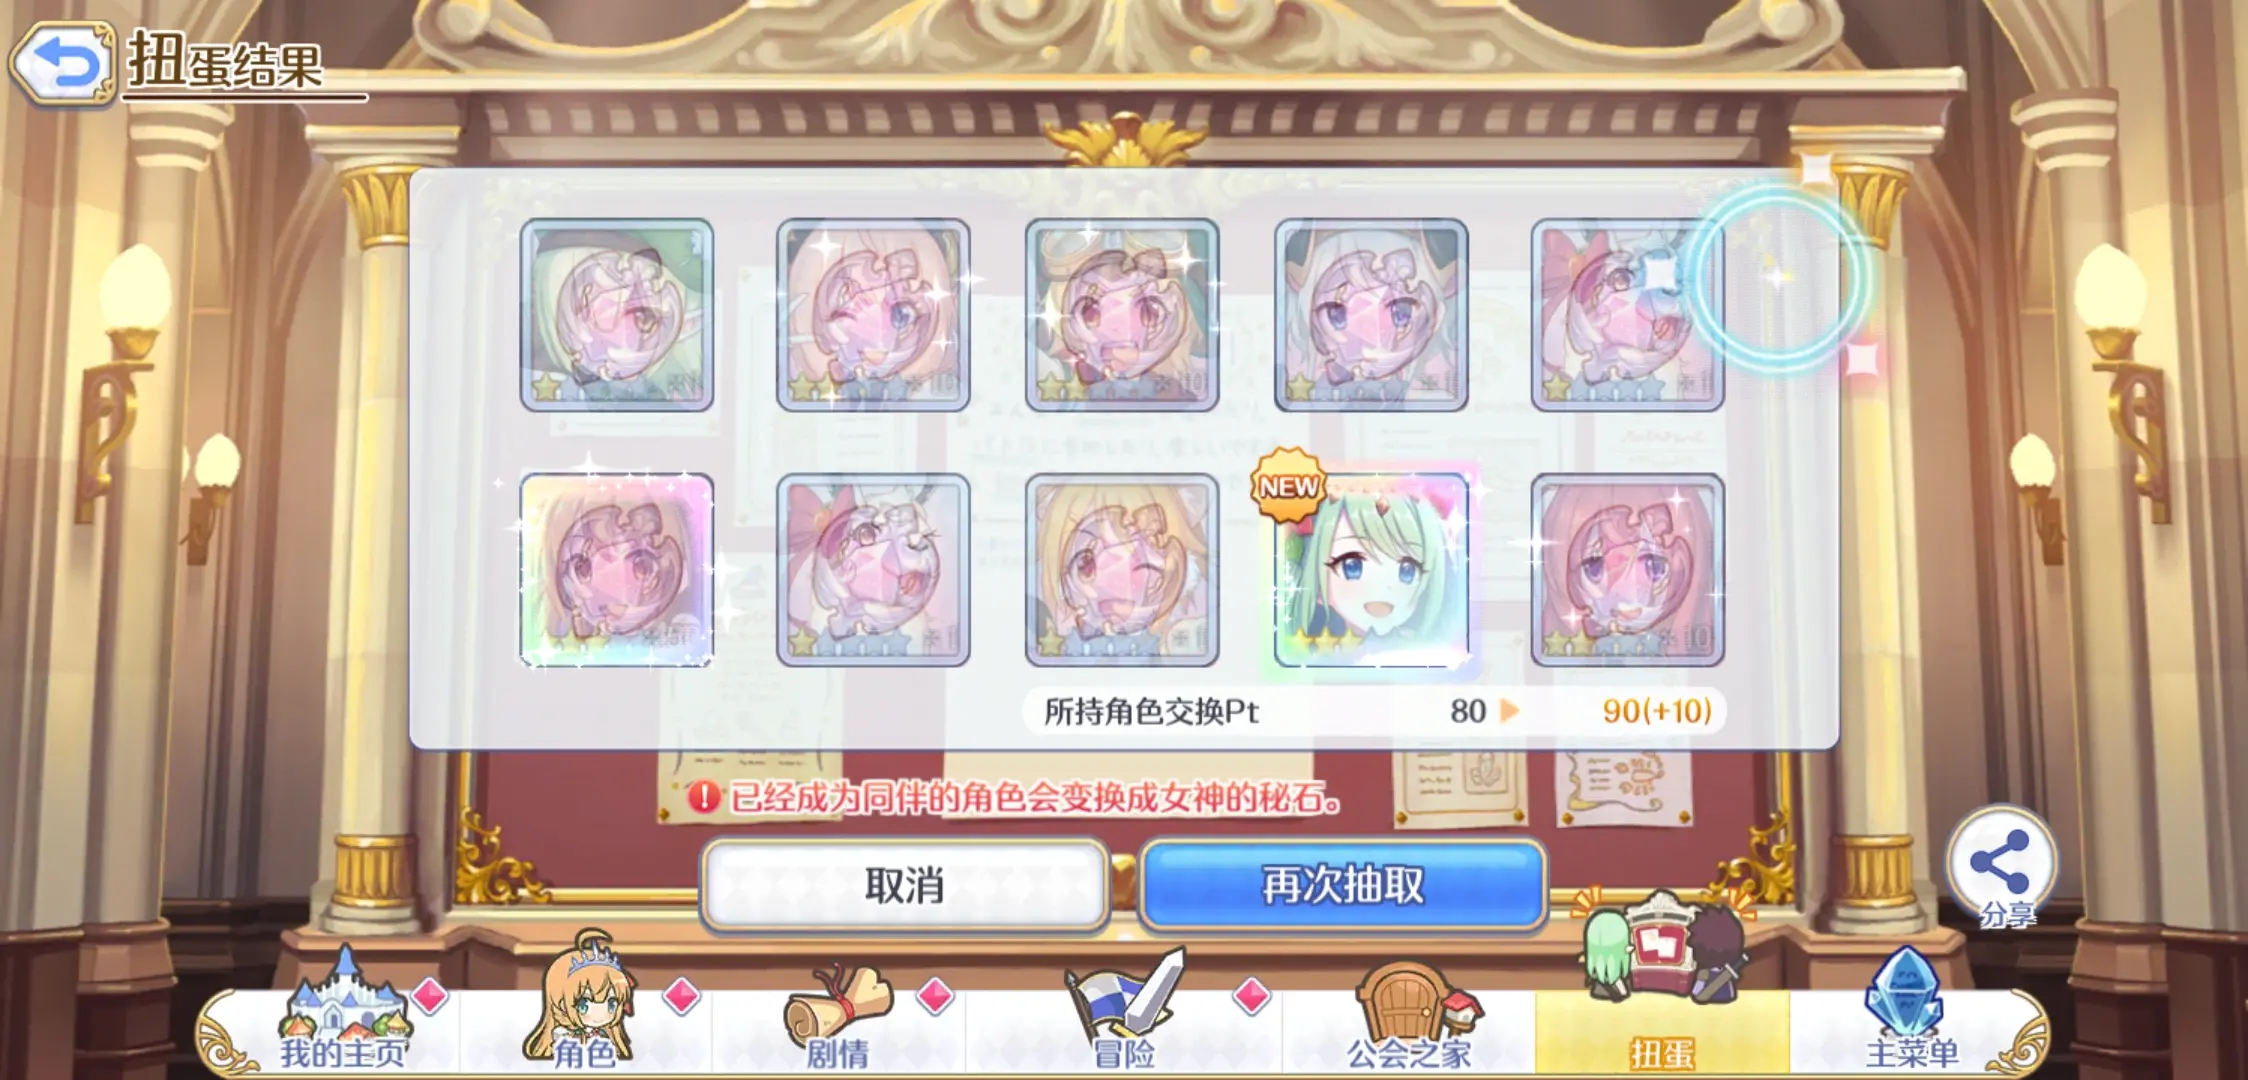 扭蛋结果
NEW
所持角色交换Pt 80 90(+10)
已经成为同伴的角色会变换成女神的秘石。
取消
再次抽取
分享
我的主页
角色
剧情
冒险
公会之家
扭蛋
主菜单